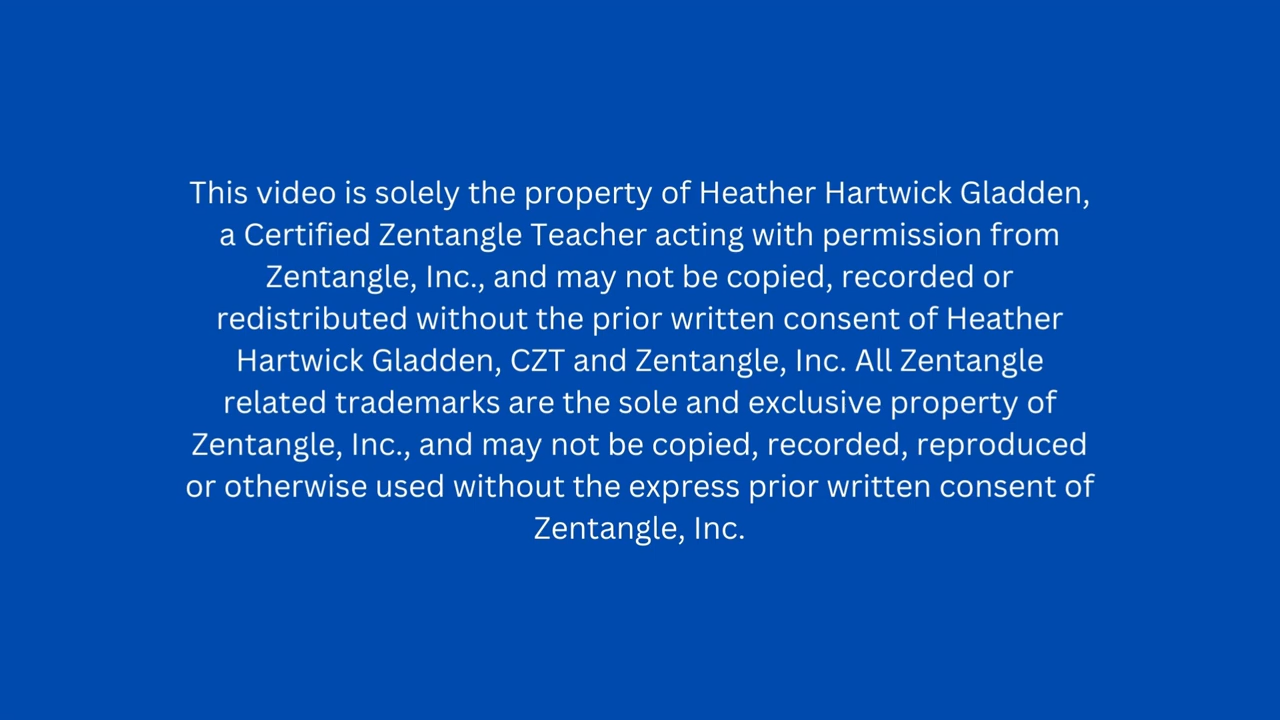 This video is solely the property of Heather Hartwick Gladden,
a Certified Zentangle Teacher acting with permission from
Zentangle, Inc., and may not be copied, recorded or
redistributed without the prior written consent of Heather
Hartwick Gladden, CZT and Zentangle, Inc. All Zentangle
related trademarks are the sole and exclusive property of
Zentangle, Inc., and may not be copied, recorded, reproduced
or otherwise used without the express prior written consent of
Zentangle, Inc.